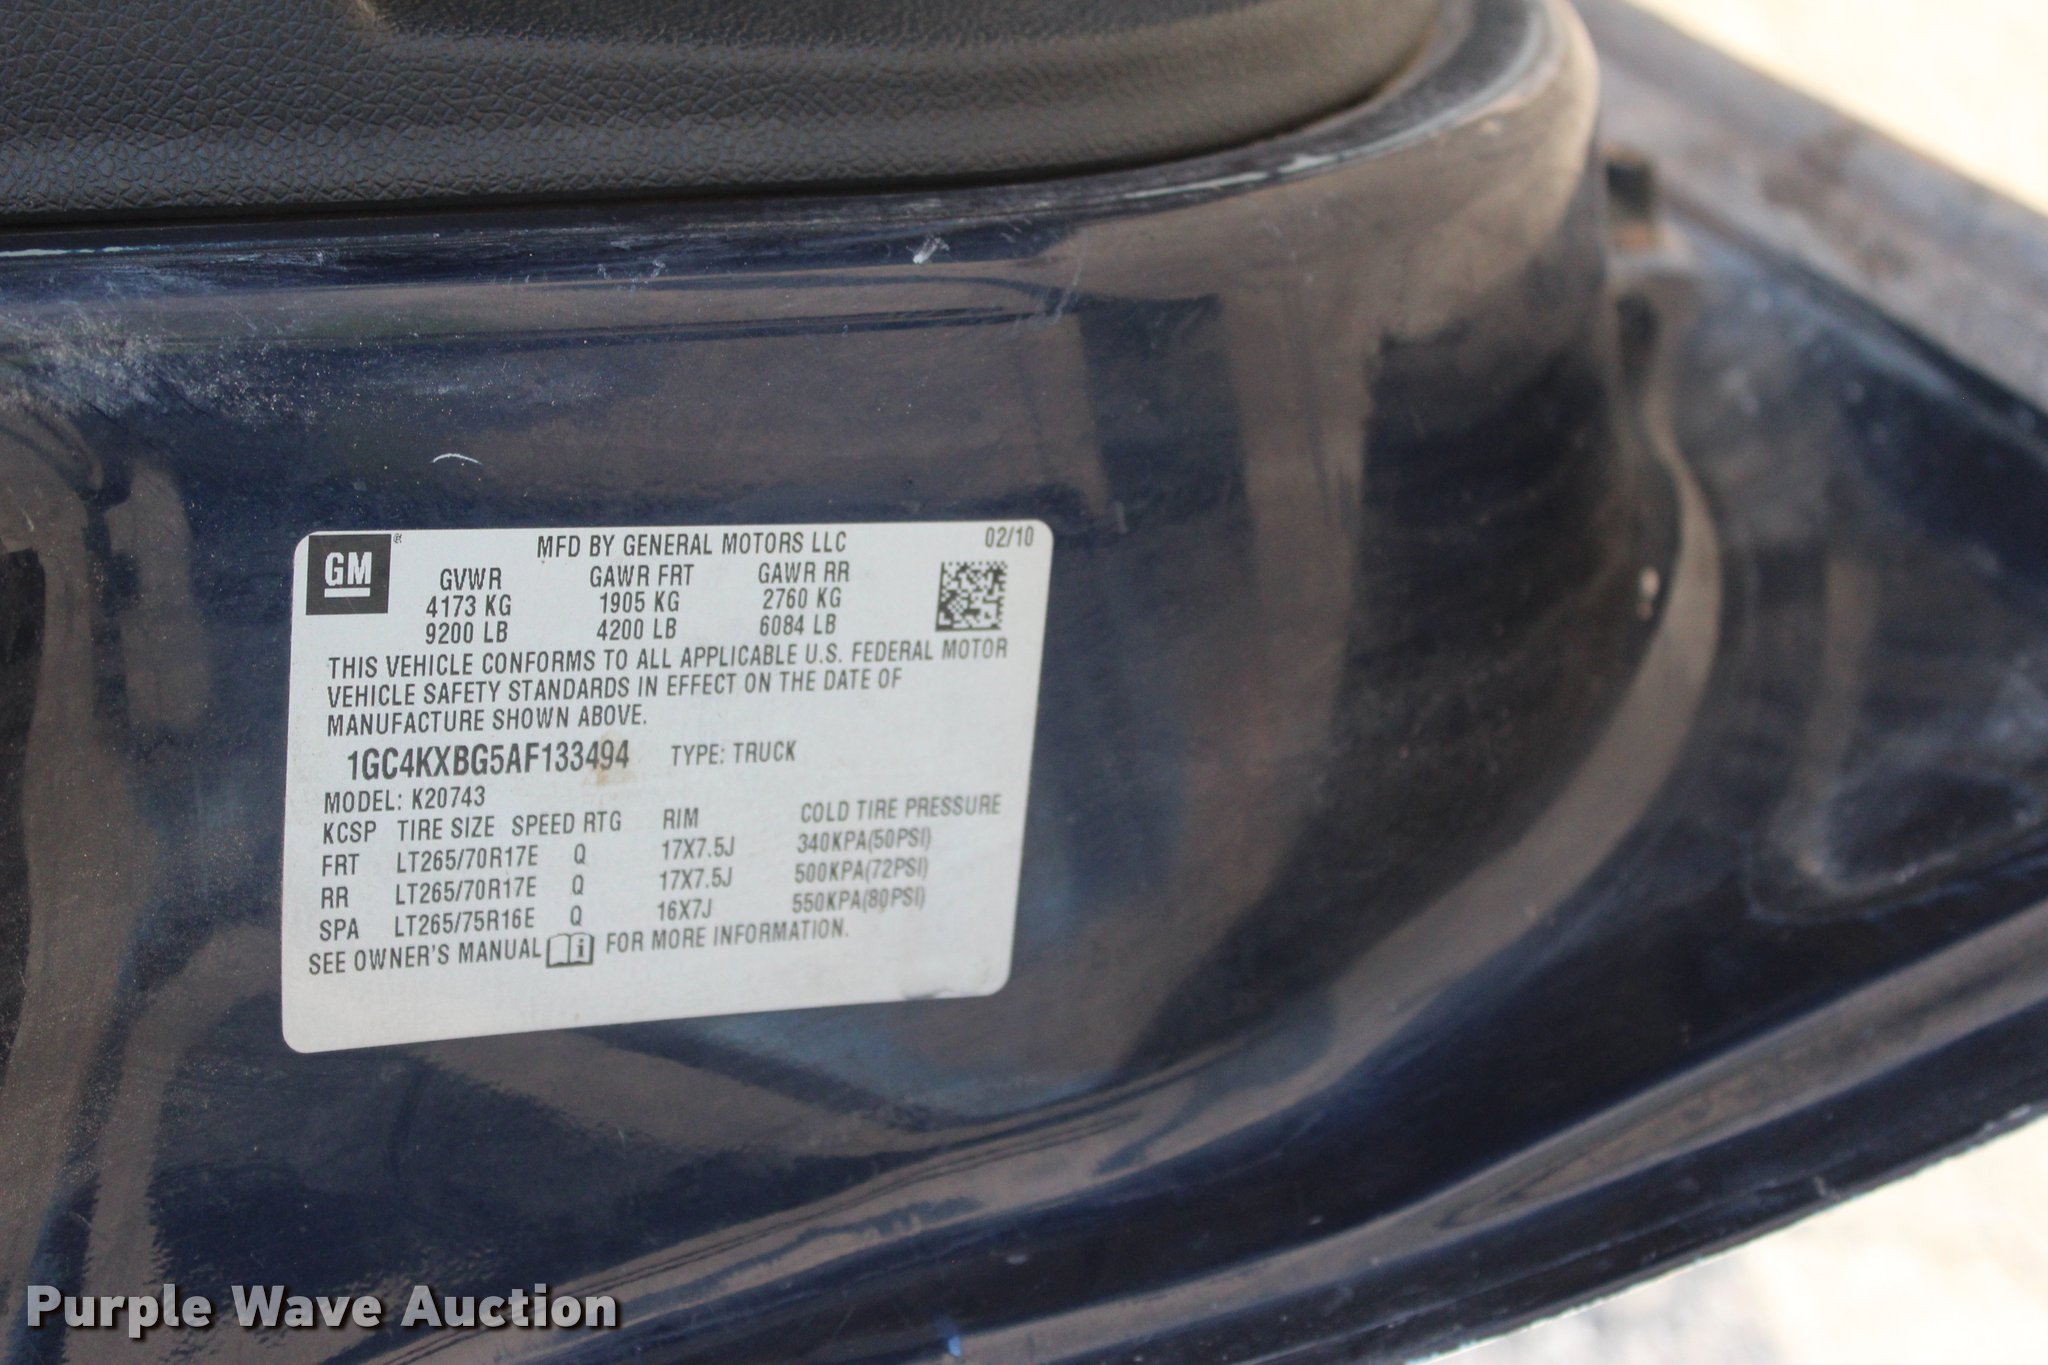 GM
MFD BY GENERAL MOTORS LLC 02/10
GVWR GAWR FRT GAWR RR
4173 KG 1905 KG 2760 KG
9200 LB 4200 LB 6084 LB
THIS VEHICLE CONFORMS TO ALL APPLICABLE U.S. FEDERAL MOTOR
VEHICLE SAFETY STANDARDS IN EFFECT ON THE DATE OF
MANUFACTURE SHOWN ABOVE.
1GC4KXBG5AF133494 TYPE: TRUCK
MODEL: K20743
KCSP TIRE SIZE SPEED RTG RIM COLD TIRE PRESSURE
FRT LT265/70R17E Q 17X7.5J 340KPA(50PSI)
RR LT265/70R17E Q 17X7.5J 500KPA(72PSI)
SPA LT265/75R16E Q 16X7J 550KPA(80PSI)
SEE OWNER'S MANUAL i FOR MORE INFORMATION.
Purple Wave Auction